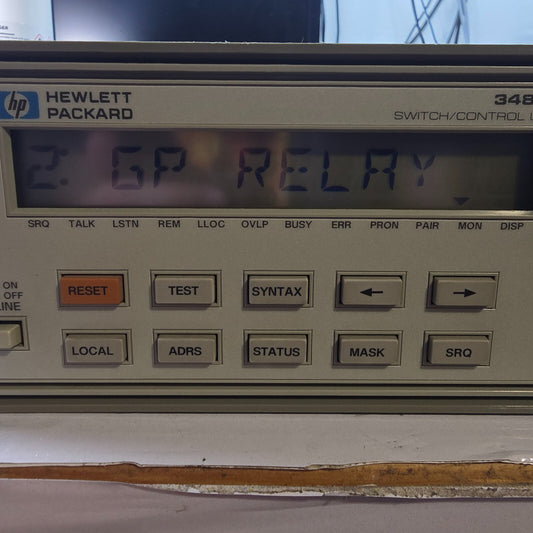 hp HEWLETT PACKARD
348
SWITCH/CONTROL
2: GP RELAY
SRQ TALK LSTN REM LLOC OVLP BUSY ERR PRON PAIR MON DISP
ON
OFF
INE
RESET TEST SYNTAX ← →
LOCAL ADRS STATUS MASK SRQ